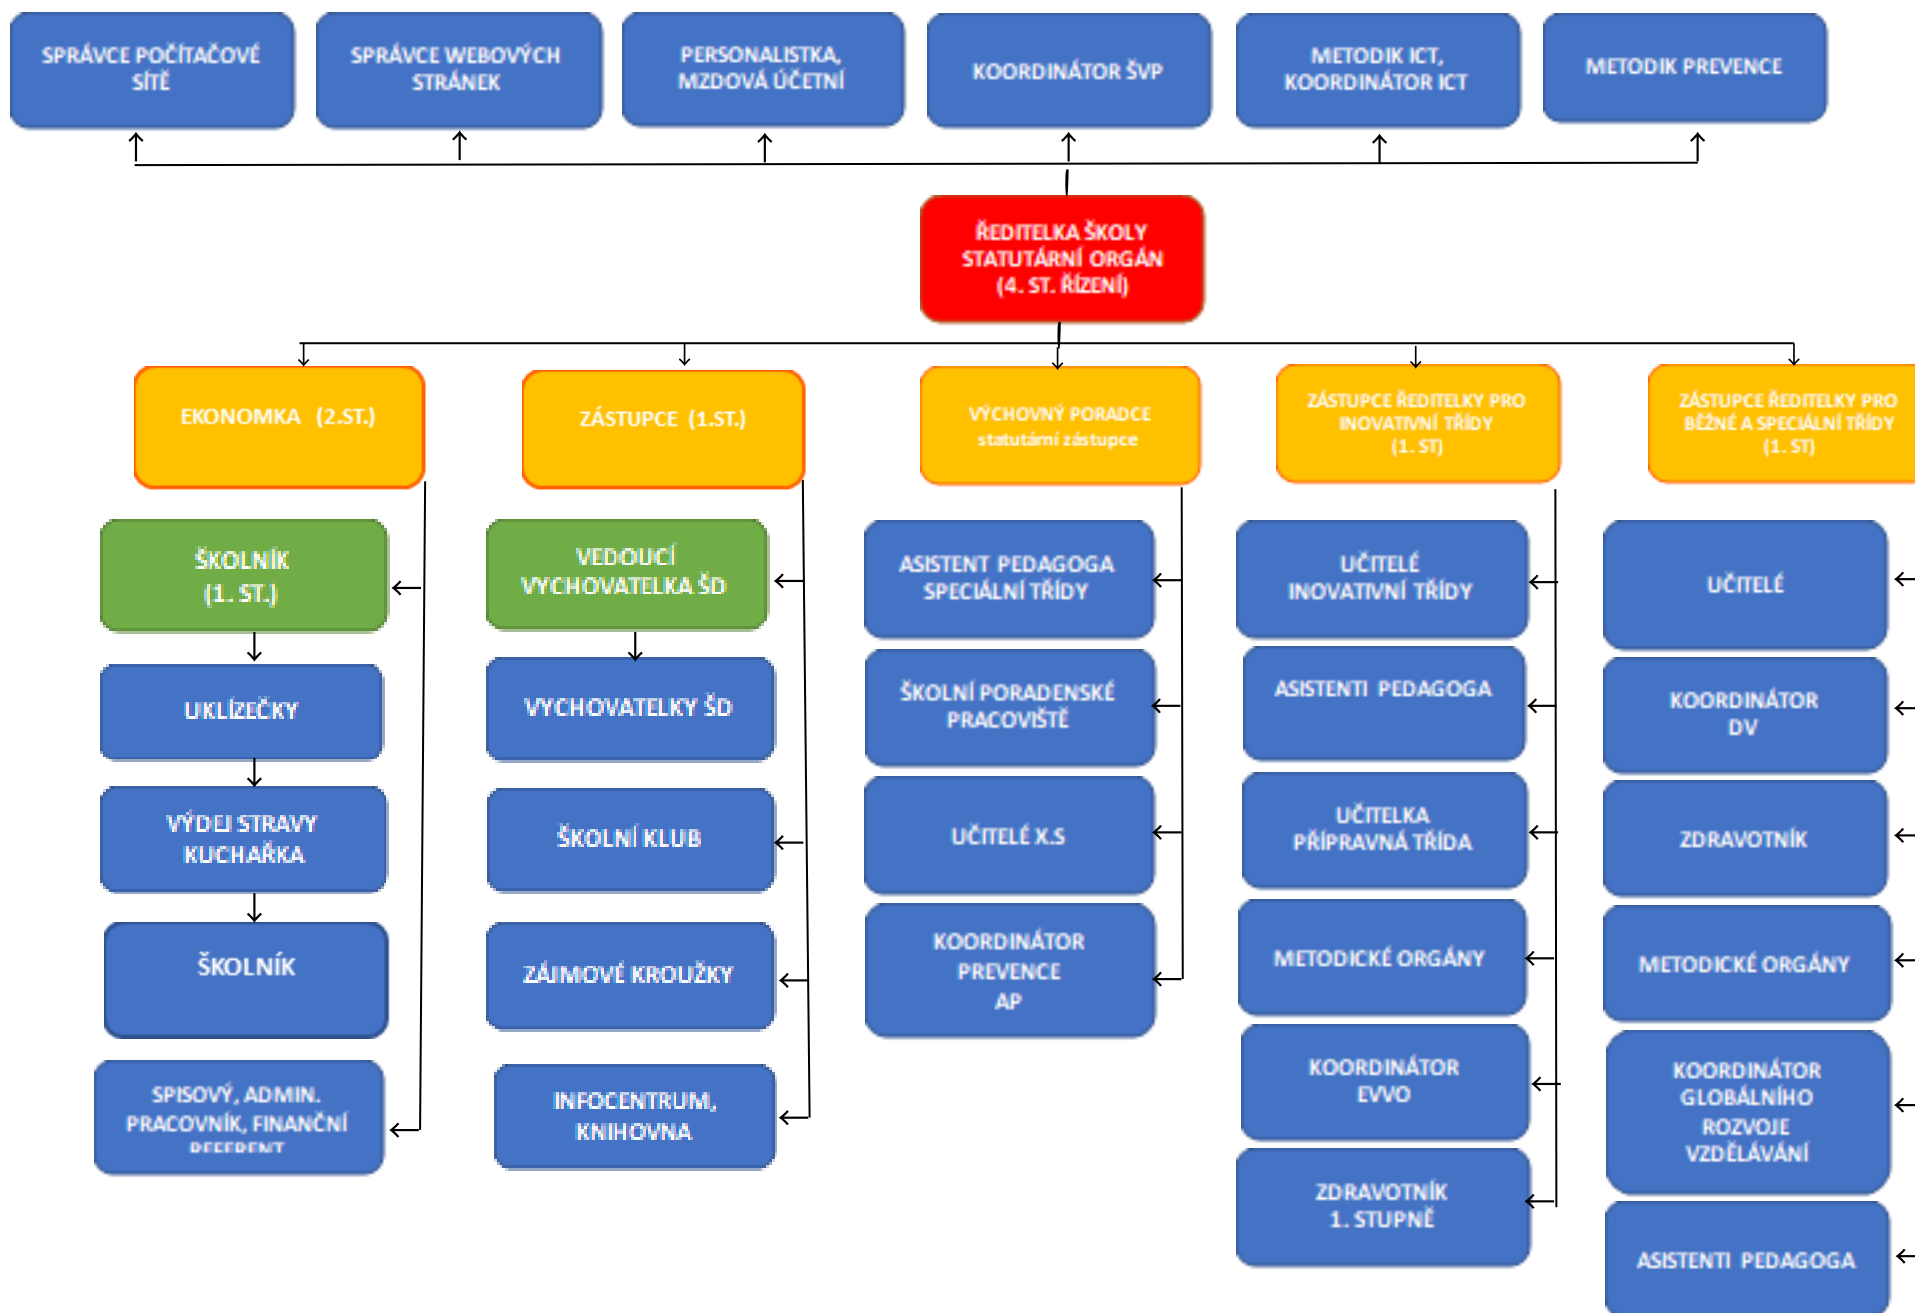 SPRÁVCE POČÍTAČOVÉ
SÍTĚ
SPRÁVCE WEBOVÝCH
STRÁNEK
PERSONALISTKA,
MZDOVÁ ÚČETNÍ
KOORDINÁTOR ŠVP
METODIK ICT,
KOORDINÁTOR ICT
METODIK PREVENCE
ŘEDITELKA ŠKOLY
STATUTÁRNÍ ORGÁN
(4. ST. ŘÍZENÍ)
EKONOMKA (2.ST.)
ZÁSTUPCE (1.ST.)
VÝCHOVNÝ PORADCE
statutární zástupce
ZÁSTUPCE ŘEDITELKY PRO
INOVATIVNÍ TŘÍDY
(1. ST)
ZÁSTUPCE ŘEDITELKY PRO
BĚŽNÉ A SPECIÁLNÍ TŘÍDY
(1. ST)
ŠKOLNÍK
(1. ST.)
UKLÍZEČKY
VÝDEJ STRAVY
KUCHAŘKA
ŠKOLNÍK
SPISOVÝ, ADMIN.
PRACOVNÍK, FINANČNÍ
REFERENT
VEDOUCÍ
VYCHOVATELKA ŠD
VYCHOVATELKY ŠD
ŠKOLNÍ KLUB
ZÁJMOVÉ KROUŽKY
INFOCENTRUM,
KNIHOVNA
ASISTENT PEDAGOGA
SPECIÁLNÍ TŘÍDY
ŠKOLNÍ PORADENSKÉ
PRACOVIŠTĚ
UČITELÉ X.S
KOORDINÁTOR
PREVENCE
AP
UČITELÉ
INOVATIVNÍ TŘÍDY
ASISTENTI PEDAGOGA
UČITELKA
PŘÍPRAVNÁ TŘÍDA
METODICKÉ ORGÁNY
KOORDINÁTOR
EVVO
ZDRAVOTNÍK
1. STUPNĚ
UČITELÉ
KOORDINÁTOR
DV
ZDRAVOTNÍK
METODICKÉ ORGÁNY
KOORDINÁTOR
GLOBÁLNÍHO
ROZVOJE
VZDĚLÁVÁNÍ
ASISTENTI PEDAGOGA